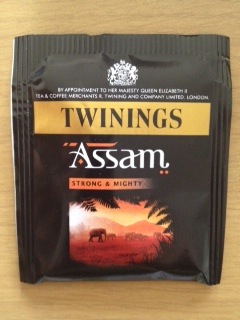 BY APPOINTMENT TO HER MAJESTY QUEEN ELIZABETH II
TEA & COFFEE MERCHANTS R. TWINING AND COMPANY LIMITED, LONDON.
TWININGS
ASSAM
STRONG & MIGHTY